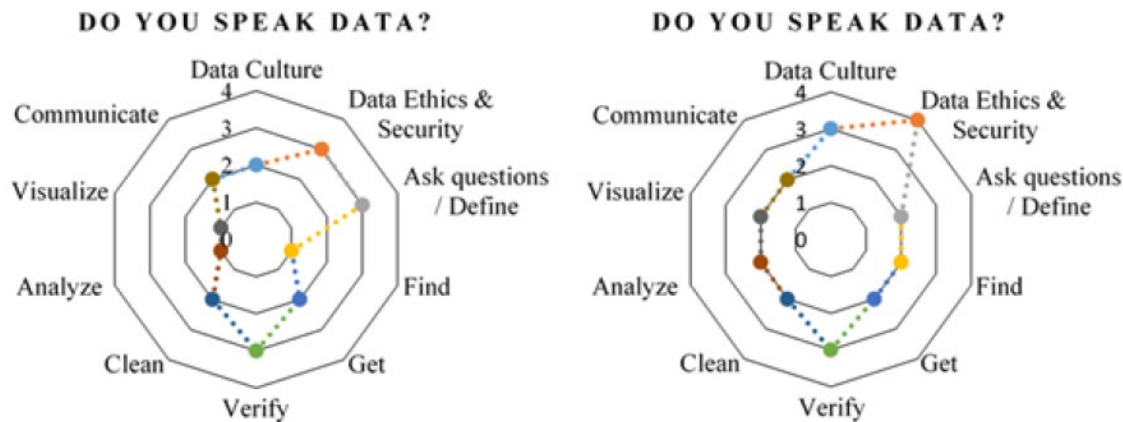 DO YOU SPEAK DATA?
Data Culture
4
Data Ethics &
Security
Communicate
3
2
Visualize
Ask questions
/ Define
1
0
Analyze
Find
Clean
Get
Verify
DO YOU SPEAK DATA?
Data Culture
4
Data Ethics &
Security
Communicate
3
2
Visualize
Ask questions
/ Define
1
0
Analyze
Find
Clean
Get
Verify